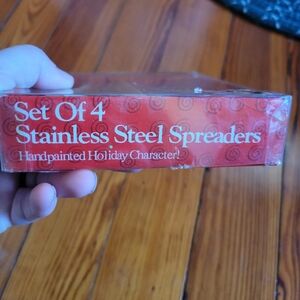 Set Of 4
Stainless Steel Spreaders
Handpainted Holiday Character!